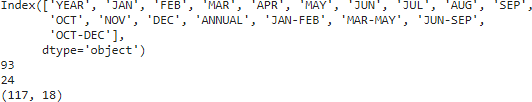 Index(['YEAR', 'JAN', 'FEB', 'MAR', 'APR', 'MAY', 'JUN', 'JUL', 'AUG', 'SEP',
'OCT', 'NOV', 'DEC', 'ANNUAL', 'JAN-FEB', 'MAR-MAY', 'JUN-SEP',
'OCT-DEC'],
dtype='object')
93
24
(117, 18)